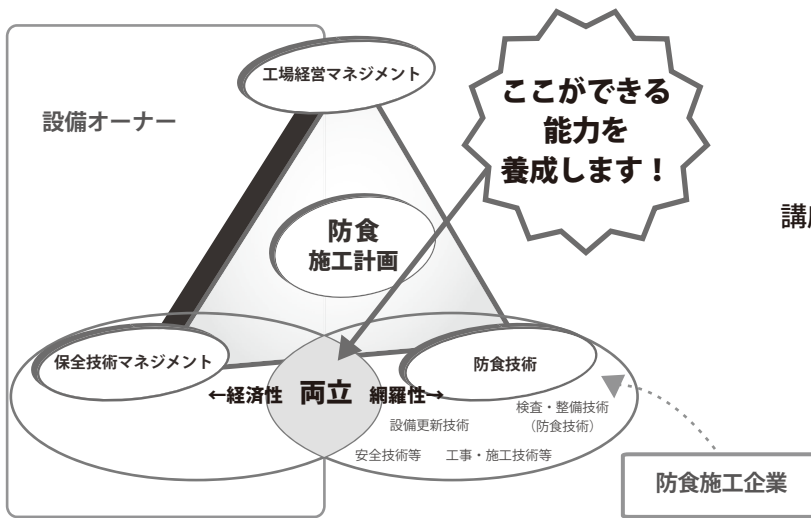 工場経営マネジメント
設備オーナー
ここができる
能力を
養成します！
防食
施工計画
保全技術マネジメント
防食技術
←経済性 両立 網羅性→
設備更新技術
検査・整備技術
（防食技術）
安全技術等 工事・施工技術等
防食施工企業
講